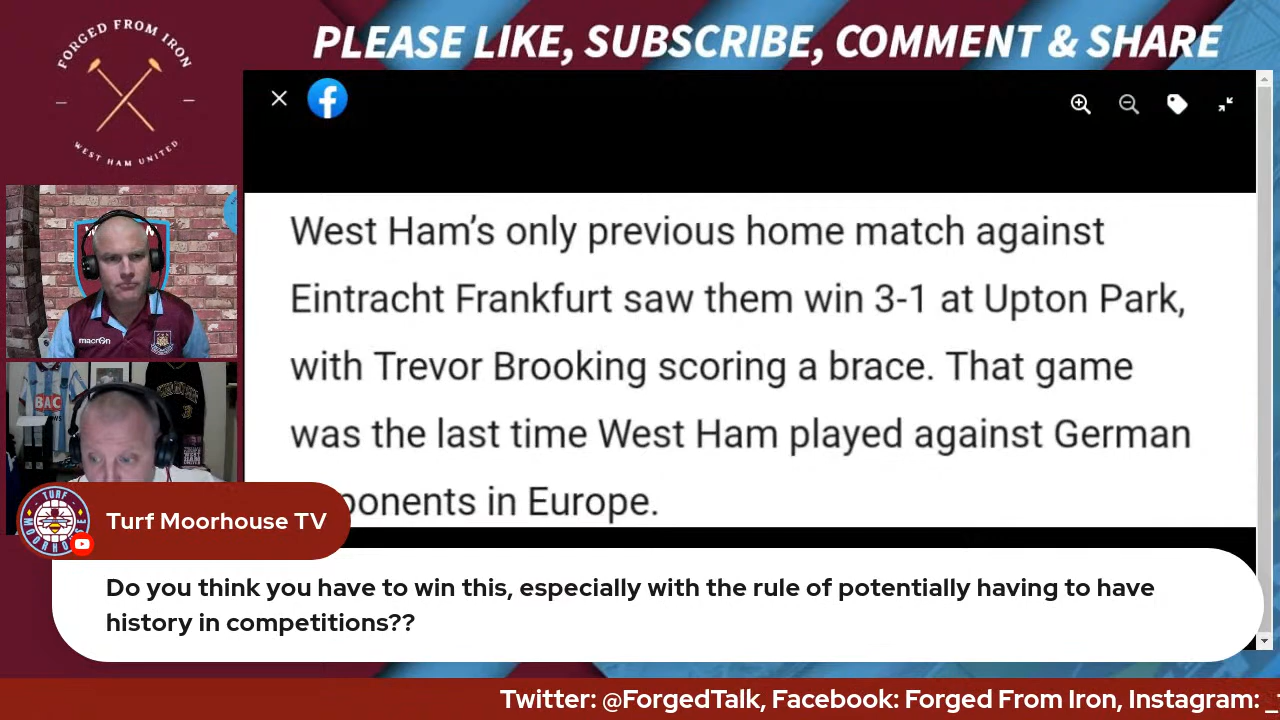 PLEASE LIKE, SUBSCRIBE, COMMENT & SHARE
FORGED FROM IRON
WEST HAM UNITED
West Ham’s only previous home match against
Eintracht Frankfurt saw them win 3-1 at Upton Park,
with Trevor Brooking scoring a brace. That game
was the last time West Ham played against German
ponents in Europe.
macron
BAC
TURF MOORHOUSE
Turf Moorhouse TV
Do you think you have to win this, especially with the rule of potentially having to have
history in competitions??
Twitter: @ForgedTalk, Facebook: Forged From Iron, Instagram: _